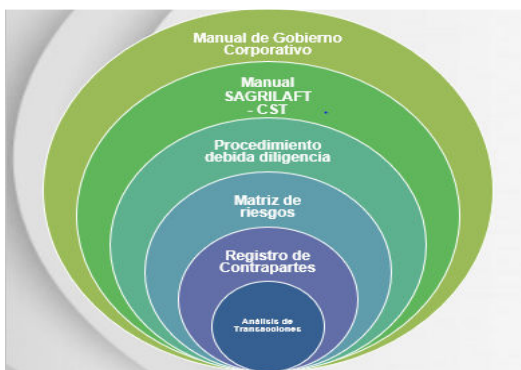 Manual de Gobierno
Corporativo
Manual
SAGRILAFT
- CST
Procedimiento
debida diligencia
Matriz de
riesgos
Registro de
Contrapartes
Análisis de
Transacciones